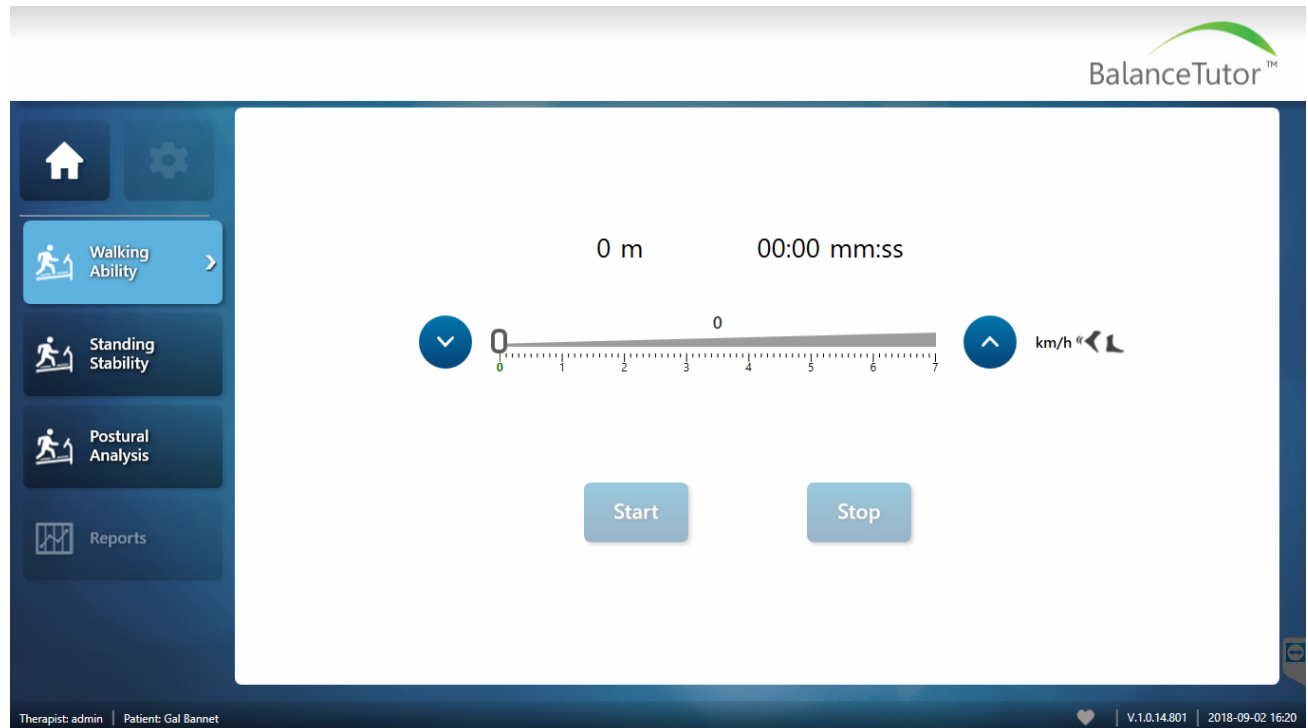 BalanceTutor™
Walking
Ability
Standing
Stability
Postural
Analysis
Reports
0 m 00:00 mm:ss
0
0 1 2 3 4 5 6 7
km/h
Start Stop
Therapist: admin | Patient: Gal Bannet
V.1.0.14.801 | 2018-09-02 16:20